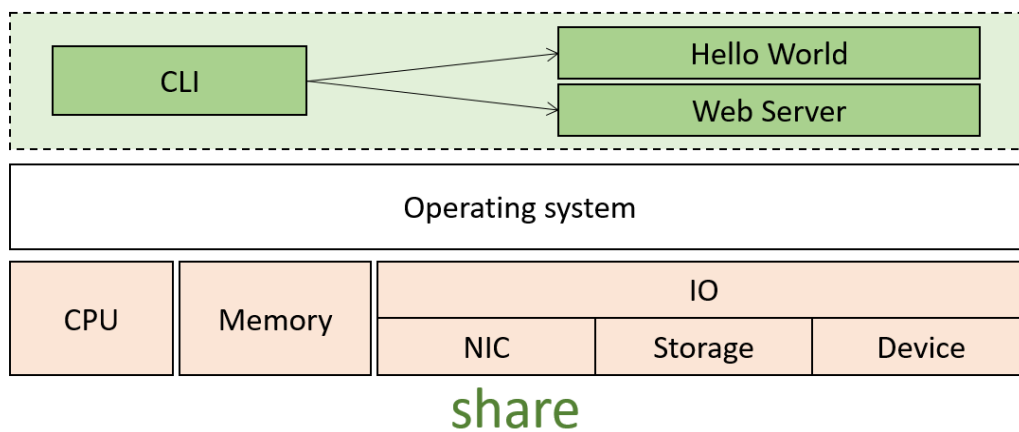 CLI
Hello World
Web Server
Operating system
CPU
Memory
IO
NIC
Storage
Device
share